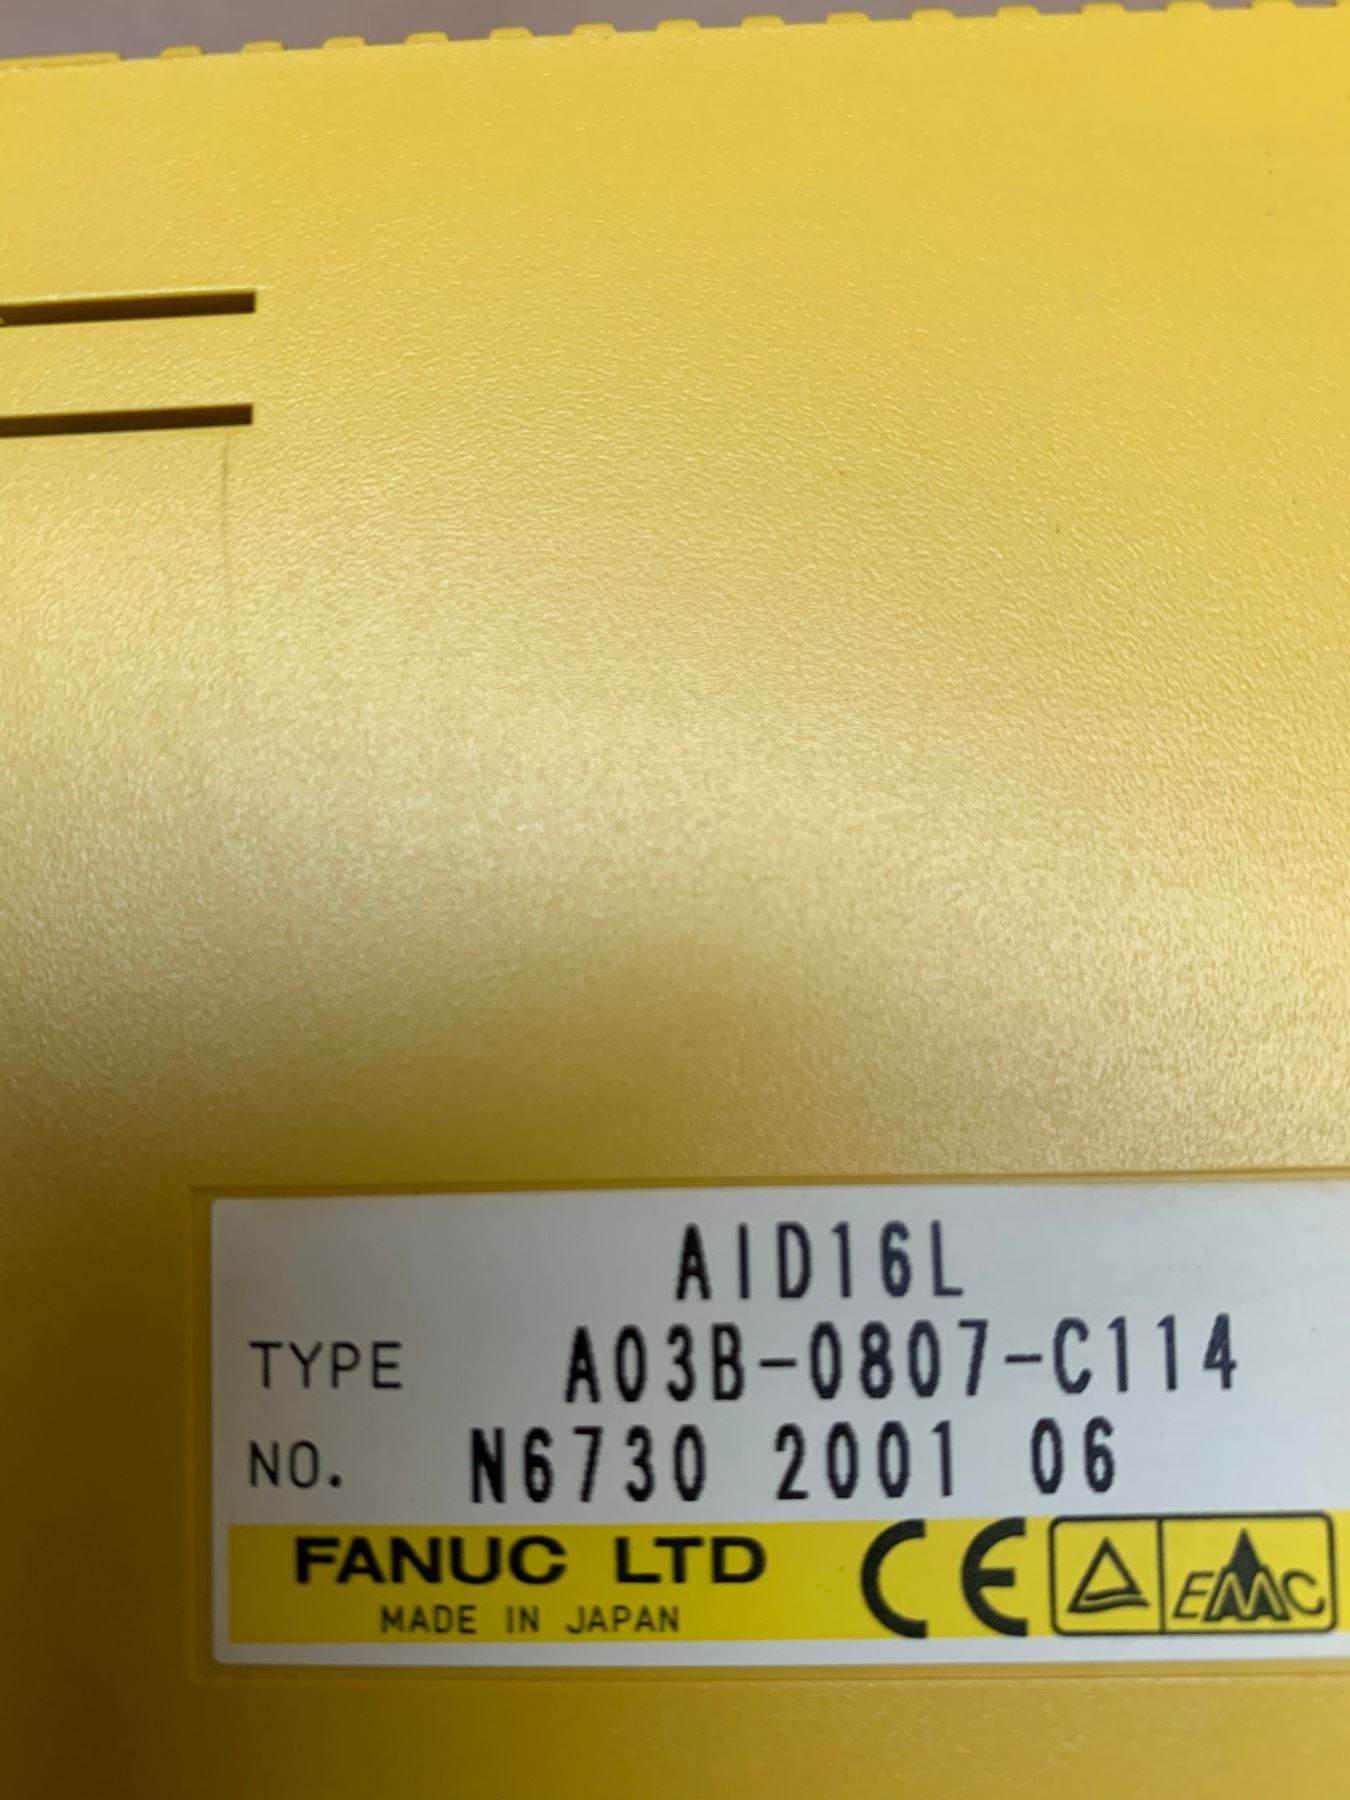 AID16L
TYPE A03B-0807-C114
NO. N6730 2001 06
FANUC LTD CE EMC
MADE IN JAPAN